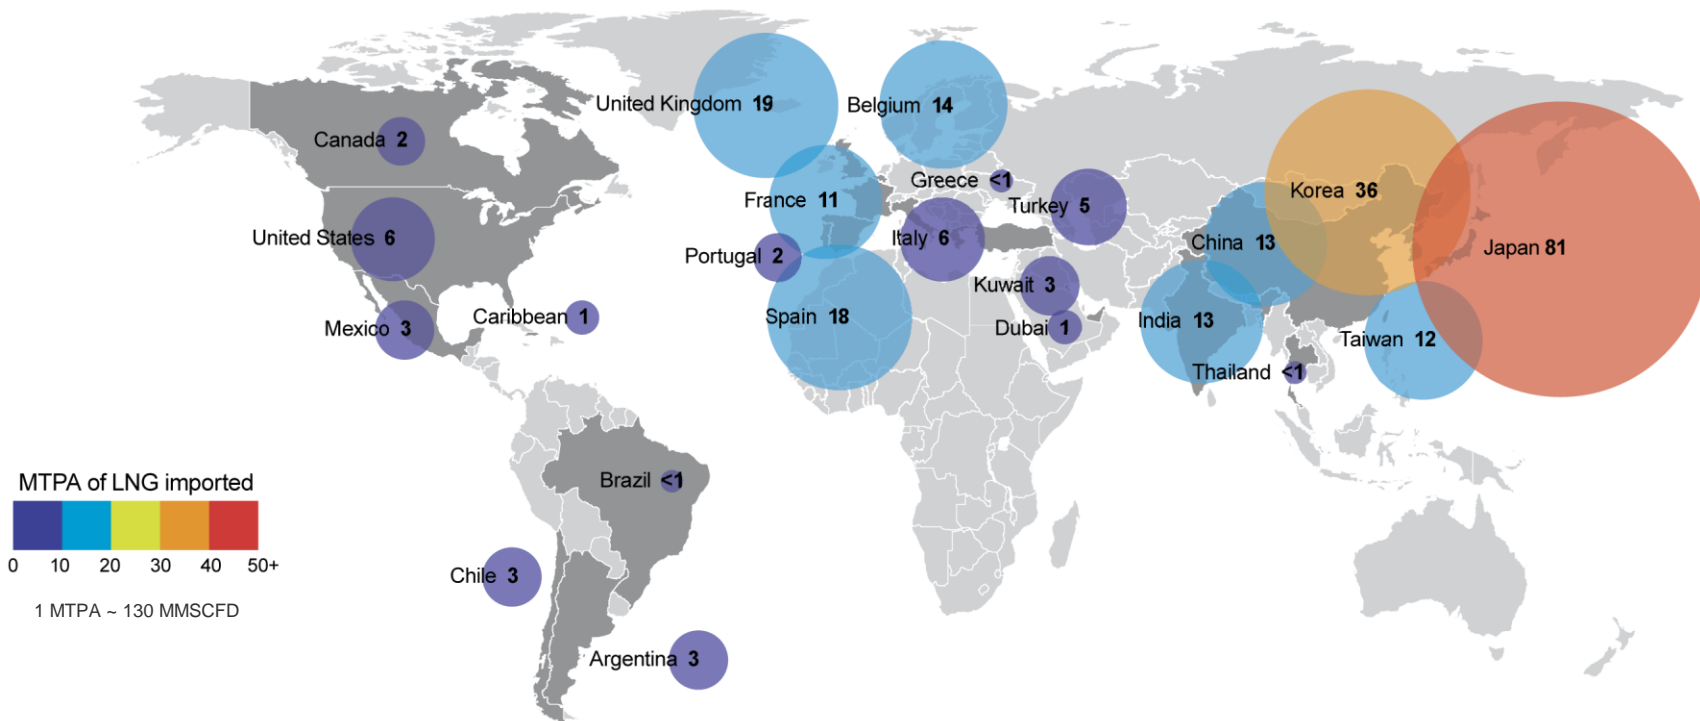 United Kingdom 19
Belgium 14
Canada 2
Greece <1
Korea 36
France 11
Turkey 5
United States 6
Italy 6
China 13
Japan 81
Portugal 2
Kuwait 3
Mexico 3
Caribbean 1
Spain 18
Dubai 1
India 13
Taiwan 12
Thailand <1
Brazil <1
MTPA of LNG imported
0 10 20 30 40 50+
1 MTPA ~ 130 MMSCFD
Chile 3
Argentina 3